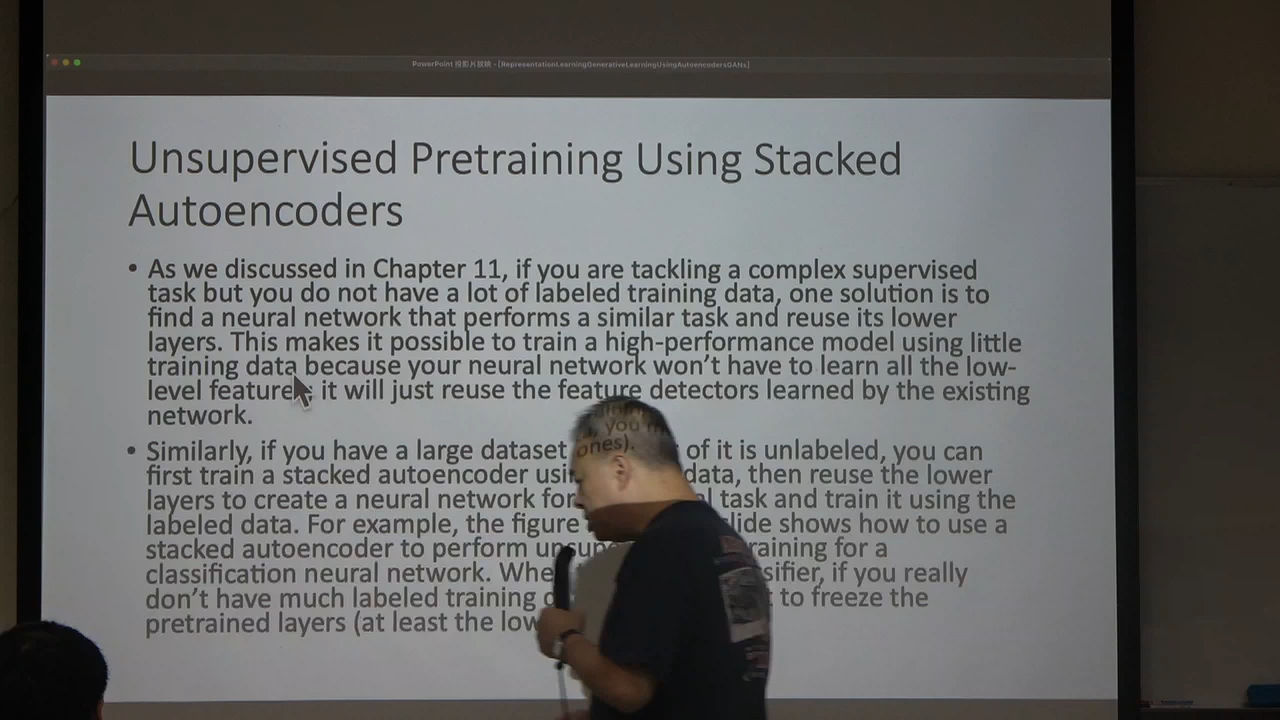 PowerPoint 投影片放映 - [RepresentationLearningGenerativeLearningUsingAutoencodersGANs]
Unsupervised Pretraining Using Stacked
Autoencoders
• As we discussed in Chapter 11, if you are tackling a complex supervised
task but you do not have a lot of labeled training data, one solution is to
find a neural network that performs a similar task and reuse its lower
layers. This makes it possible to train a high-performance model using little
training data because your neural network won't have to learn all the low-
level features; it will just reuse the feature detectors learned by the existing
network.
• Similarly, if you have a large dataset of it is unlabeled, you can
first train a stacked autoencoder data, then reuse the lower
layers to create a neural network for task and train it using the
labeled data. For example, the figure shows how to use a
stacked autoencoder to perform for a
classification neural network. if you really
don't have much labeled training to freeze the
pretrained layers (at least the
ones).